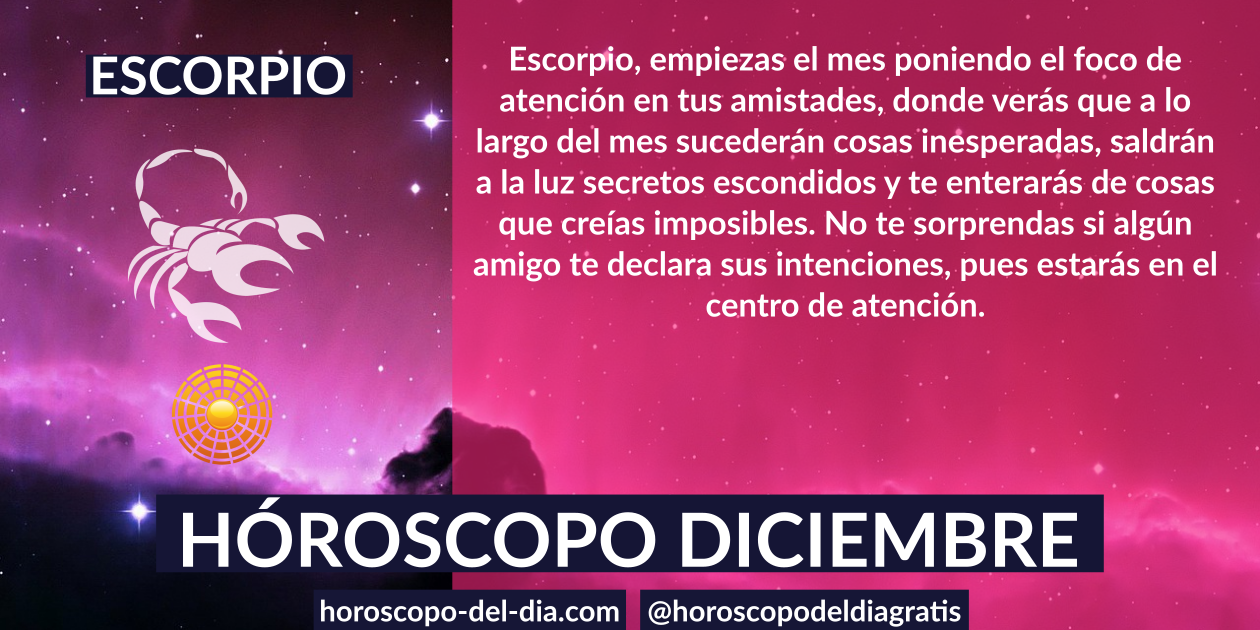 ESCORPIO
Escorpio, empiezas el mes poniendo el foco de
atención en tus amistades, donde verás que a lo
largo del mes sucederán cosas inesperadas, saldrán
a la luz secretos escondidos y te enterarás de cosas
que creías imposibles. No te sorprendas si algún
amigo te declara sus intenciones, pues estarás en el
centro de atención.
HÓROSCOPO DICIEMBRE
horoscopo-del-dia.com @horoscopodeldiagratis